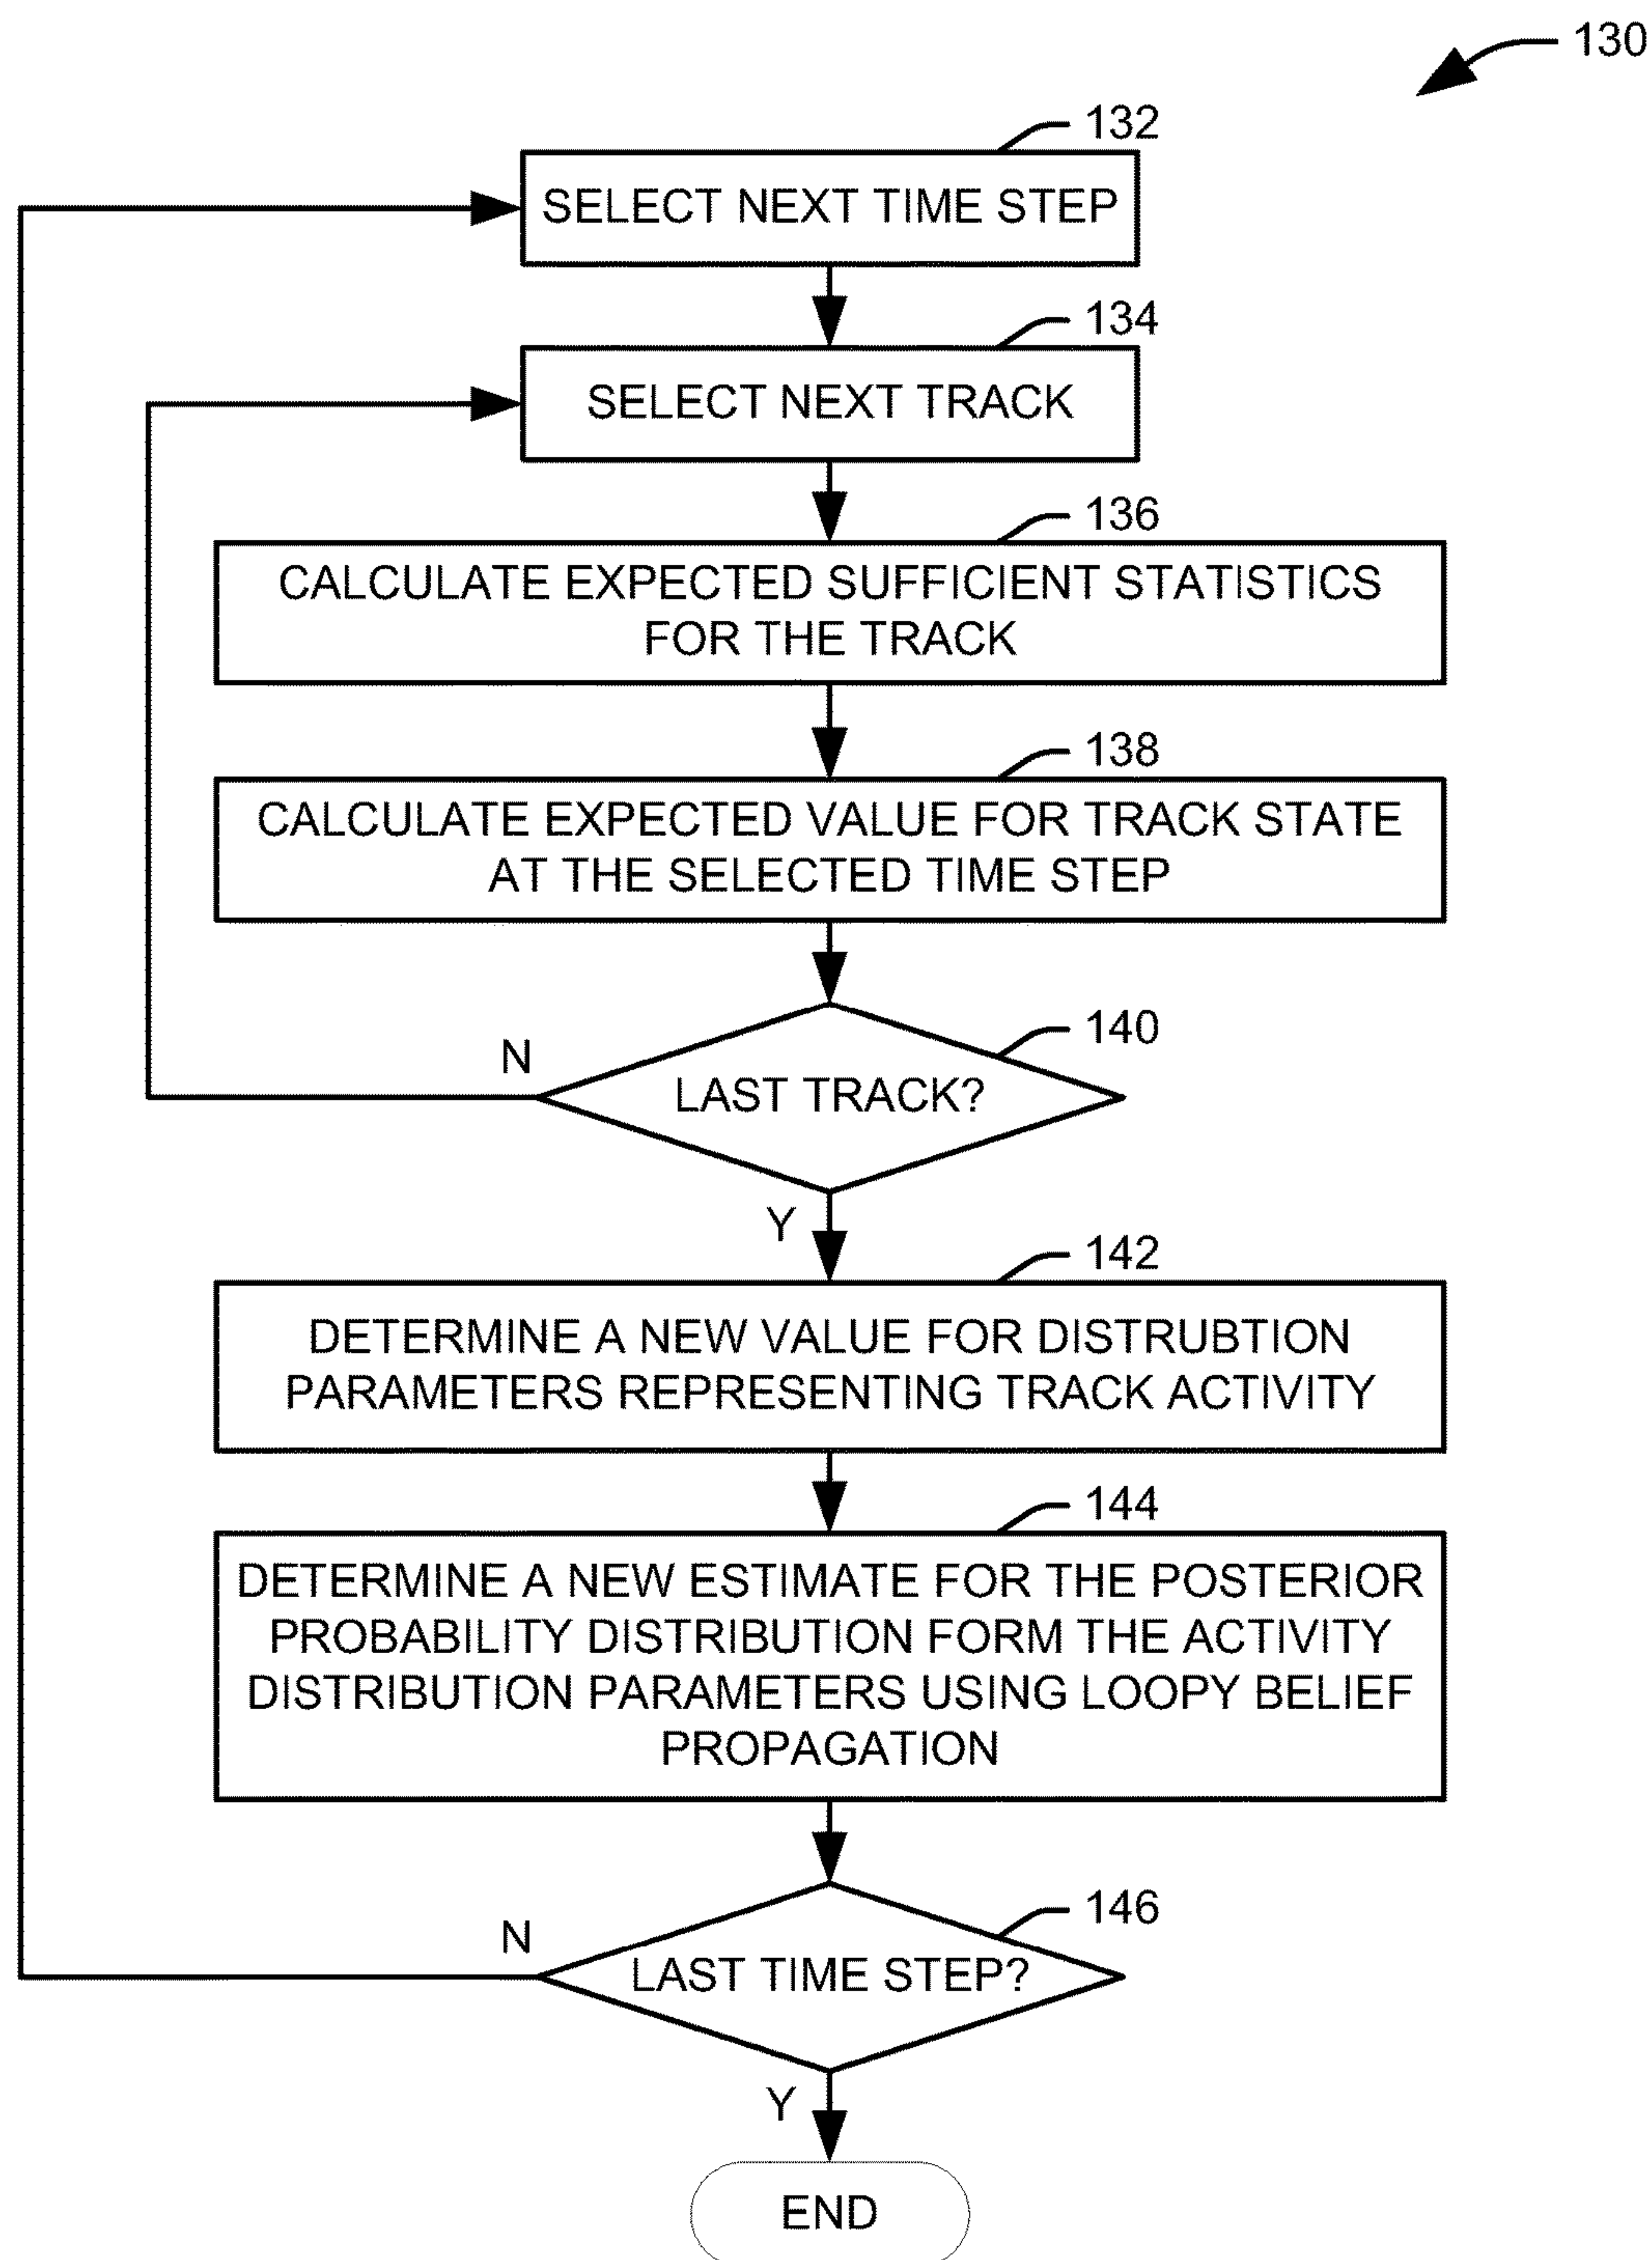 130
132
SELECT NEXT TIME STEP
134
SELECT NEXT TRACK
136
CALCULATE EXPECTED SUFFICIENT STATISTICS
FOR THE TRACK
138
CALCULATE EXPECTED VALUE FOR TRACK STATE
AT THE SELECTED TIME STEP
140
N
LAST TRACK?
Y
142
DETERMINE A NEW VALUE FOR DISTRUBTION
PARAMETERS REPRESENTING TRACK ACTIVITY
144
DETERMINE A NEW ESTIMATE FOR THE POSTERIOR
PROBABILITY DISTRIBUTION FORM THE ACTIVITY
DISTRIBUTION PARAMETERS USING LOOPY BELIEF
PROPAGATION
146
N
LAST TIME STEP?
Y
END